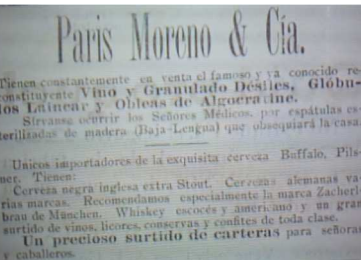 Paris Moreno & Cía.
Tienen constantemente en venta el famoso y ya conocido re-
constituyente Vino y Granulado Désiles, Glóbu-
los Lainear y Obleas de Algocratine.
Sírvanse ocurrir los Señores Médicos, por espátulas es-
terilizadas de madera (Baja-Lengua) que obsequiará la casa.
Unicos importadores de la exquisita cerveza Buffalo, Pils-
ner. Tienen:
Cerveza negra inglesa extra Stout. Cervezas alemanas va-
rias marcas. Recomendamos especialmente la marca Zacherl
brau de München. Whiskey escocés y americano y un gran
surtido de vinos, licores, conservas y confites de toda clase.
Un precioso surtido de carteras para señoras
y caballeros.